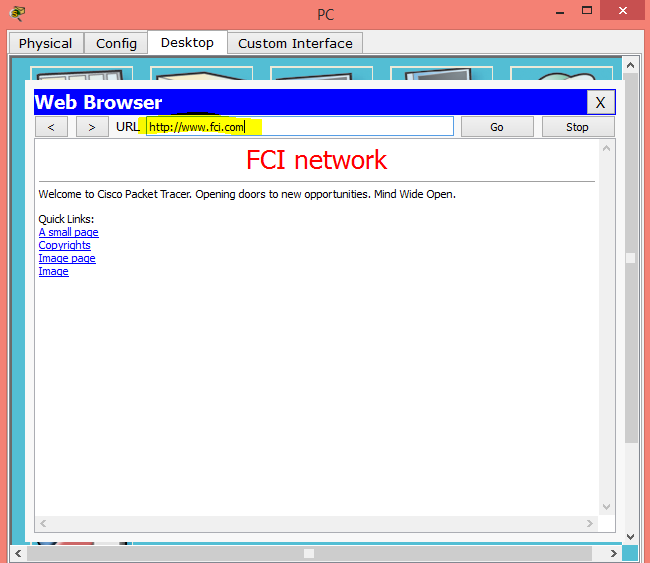 PC
Physical Config Desktop Custom Interface
Web Browser X
< > URL http://www.fci.com Go Stop
FCI network
Welcome to Cisco Packet Tracer. Opening doors to new opportunities. Mind Wide Open.
Quick Links:
A small page
Copyrights
Image page
Image